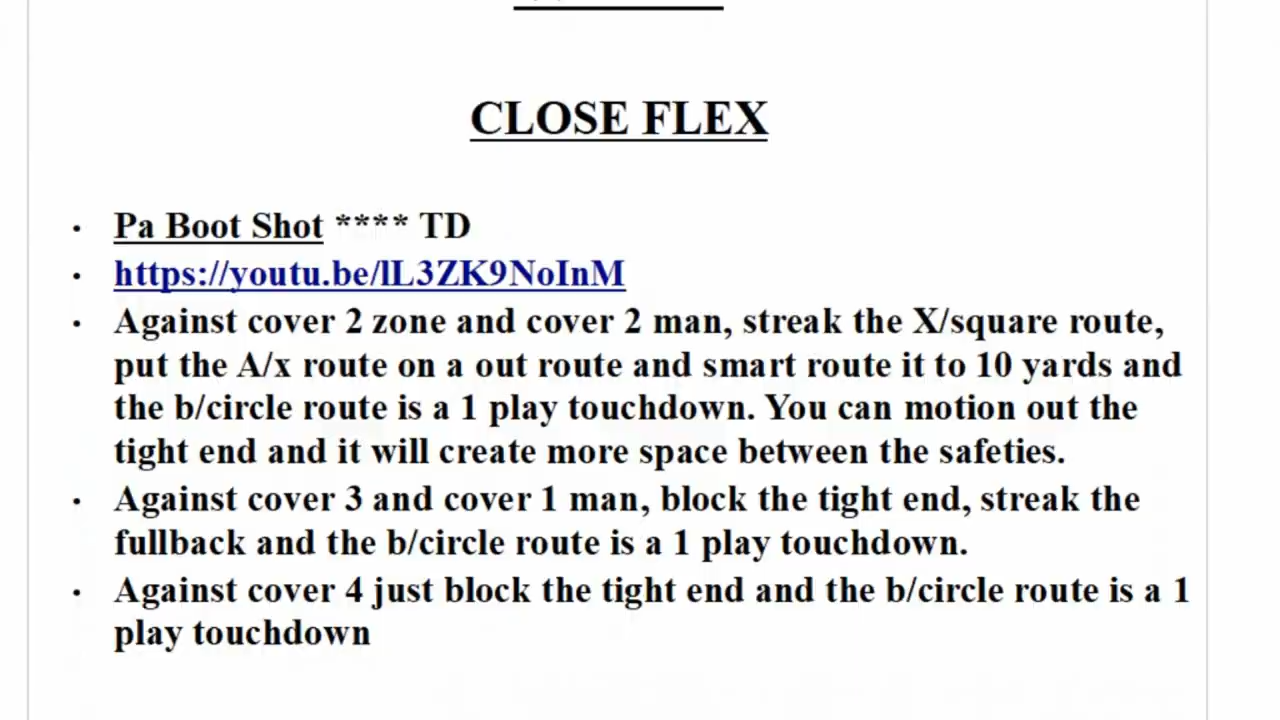 CLOSE FLEX
· Pa Boot Shot **** TD
· https://youtu.be/lL3ZK9NoInM
· Against cover 2 zone and cover 2 man, streak the X/square route,
put the A/x route on a out route and smart route it to 10 yards and
the b/circle route is a 1 play touchdown. You can motion out the
tight end and it will create more space between the safeties.
· Against cover 3 and cover 1 man, block the tight end, streak the
fullback and the b/circle route is a 1 play touchdown.
· Against cover 4 just block the tight end and the b/circle route is a 1
play touchdown